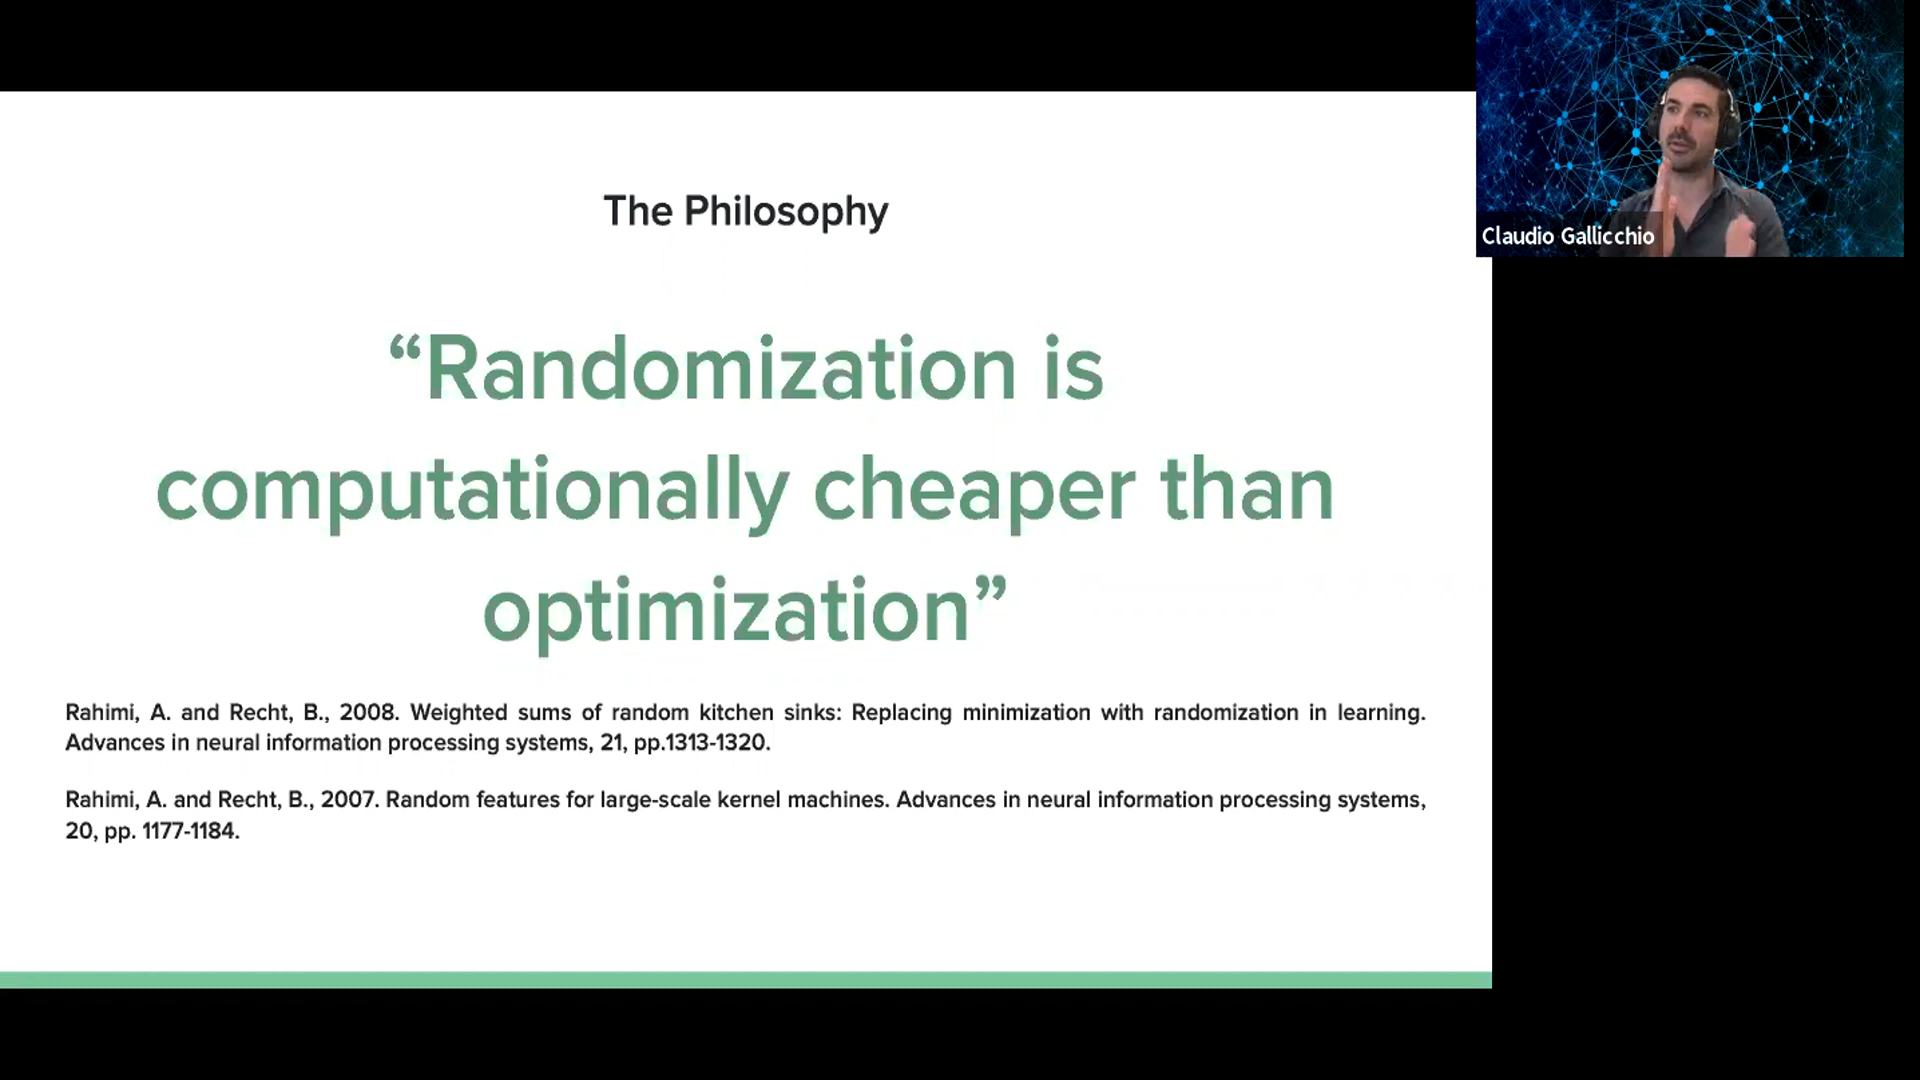 The Philosophy
“Randomization is
computationally cheaper than
optimization”
Rahimi, A. and Recht, B., 2008. Weighted sums of random kitchen sinks: Replacing minimization with randomization in learning.
Advances in neural information processing systems, 21, pp.1313-1320.
Rahimi, A. and Recht, B., 2007. Random features for large-scale kernel machines. Advances in neural information processing systems,
20, pp. 1177-1184.
Claudio Gallicchio